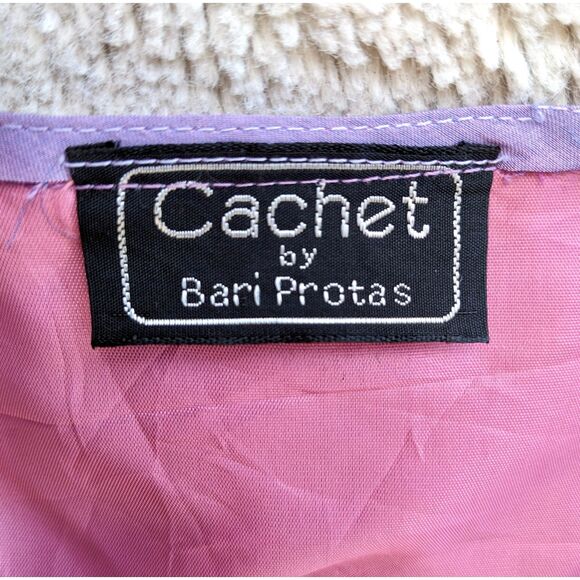 Cachet
by
Bari Protas